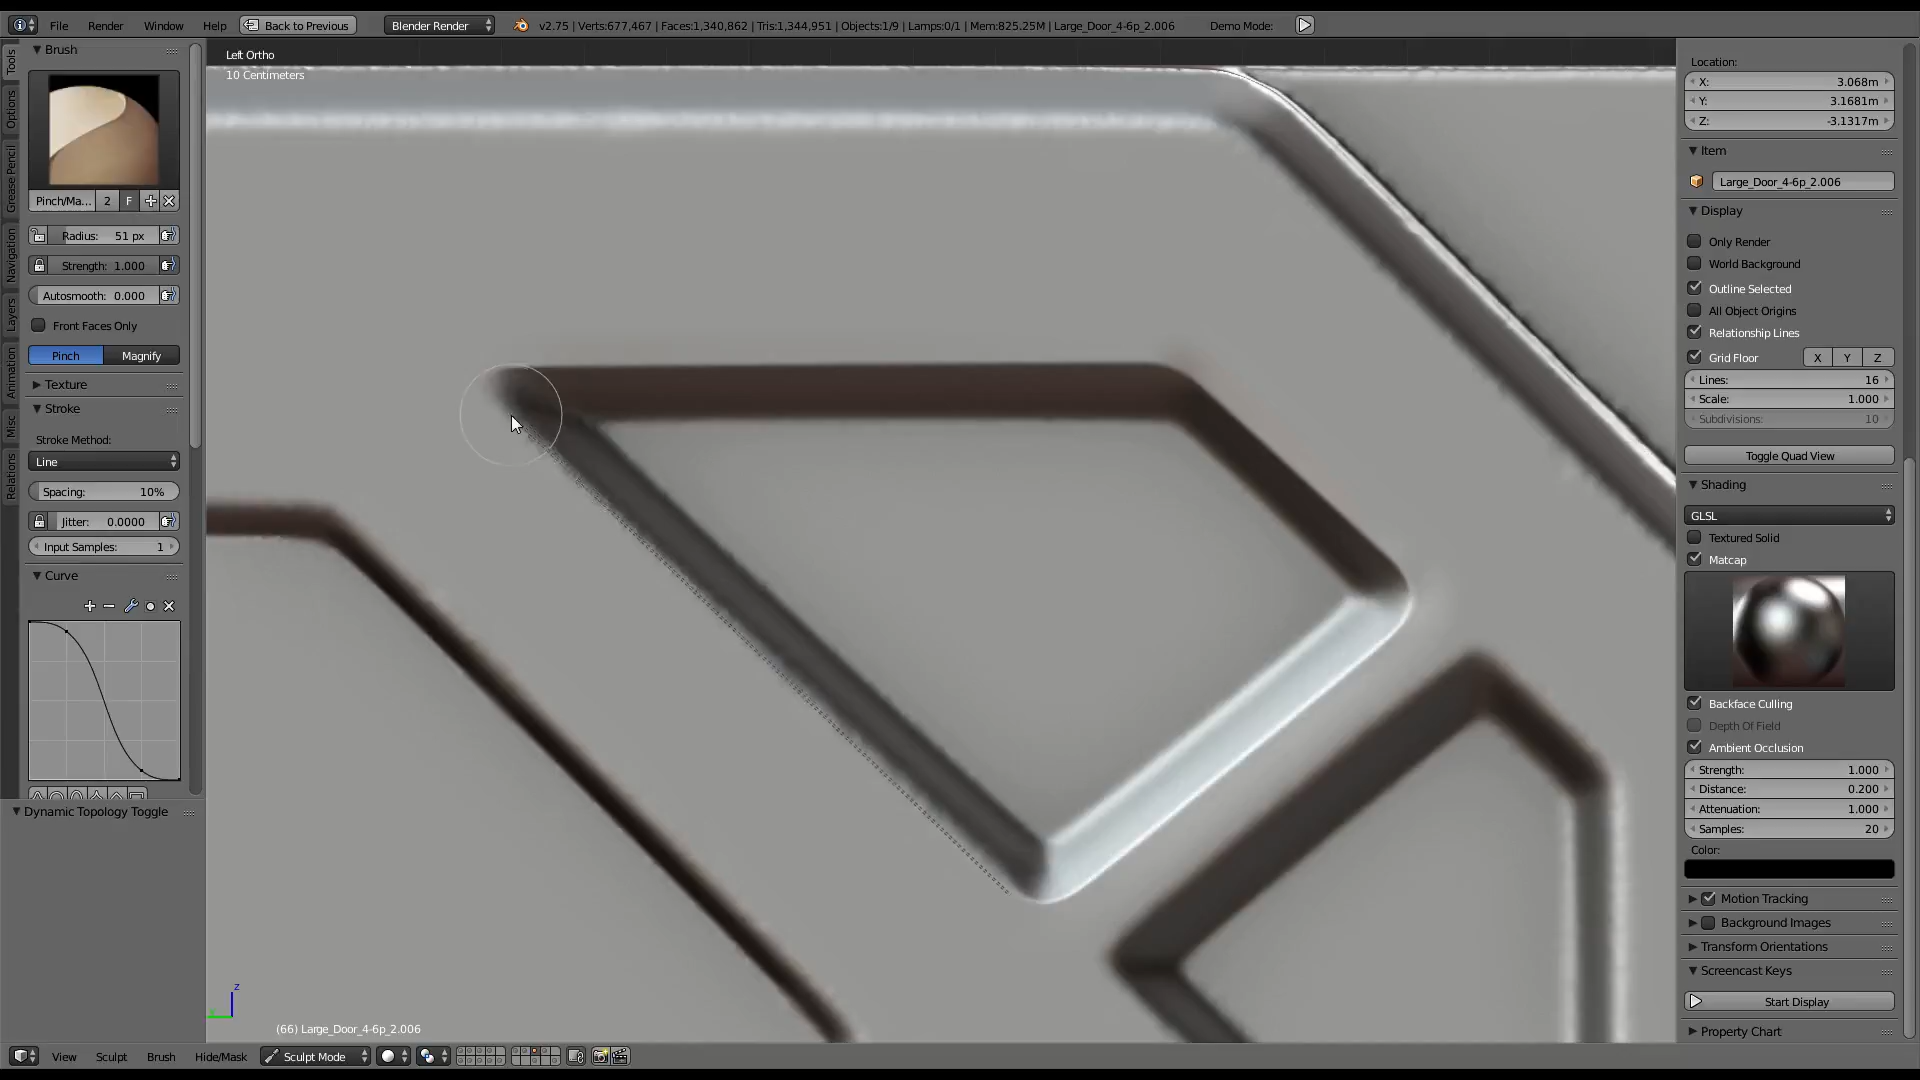 File Render Window Help Back to Previous Blender Render v2.75 | Verts:677,467 | Faces:1,340,862 | Tris:1,344,951 | Objects:1/9 | Lamps:0/1 | Mem:825.25M | Large_Door_4-6p_2.006 Demo Mode:
Tools
Options
Grease Pencil
Navigation
Layers
Animation
Misc
Relations
Brush
Pinch/Ma... 2 F
Radius: 51 px
Strength: 1.000
Autosmooth: 0.000
Front Faces Only
Pinch Magnify
Texture
Stroke
Stroke Method:
Line
Spacing: 10%
Jitter: 0.0000
Input Samples: 1
Curve
Dynamic Topology Toggle
Left Ortho
10 Centimeters
z
(66) Large_Door_4-6p_2.006
Location:
X: 3.068m
Y: 3.1681m
Z: -3.1317m
Item
Large_Door_4-6p_2.006
Display
Only Render
World Background
Outline Selected
All Object Origins
Relationship Lines
Grid Floor X Y Z
Lines: 16
Scale: 1.000
Subdivisions: 10
Toggle Quad View
Shading
GLSL
Textured Solid
Matcap
Backface Culling
Depth Of Field
Ambient Occlusion
Strength: 1.000
Distance: 0.200
Attenuation: 1.000
Samples: 20
Color:
Motion Tracking
Background Images
Transform Orientations
Screencast Keys
Start Display
Property Chart
View Sculpt Brush Hide/Mask Sculpt Mode